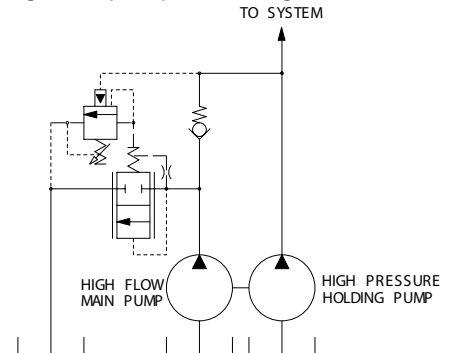 TO SYSTEM
HIGH FLOW
MAIN PUMP
HIGH PRESSURE
HOLDING PUMP